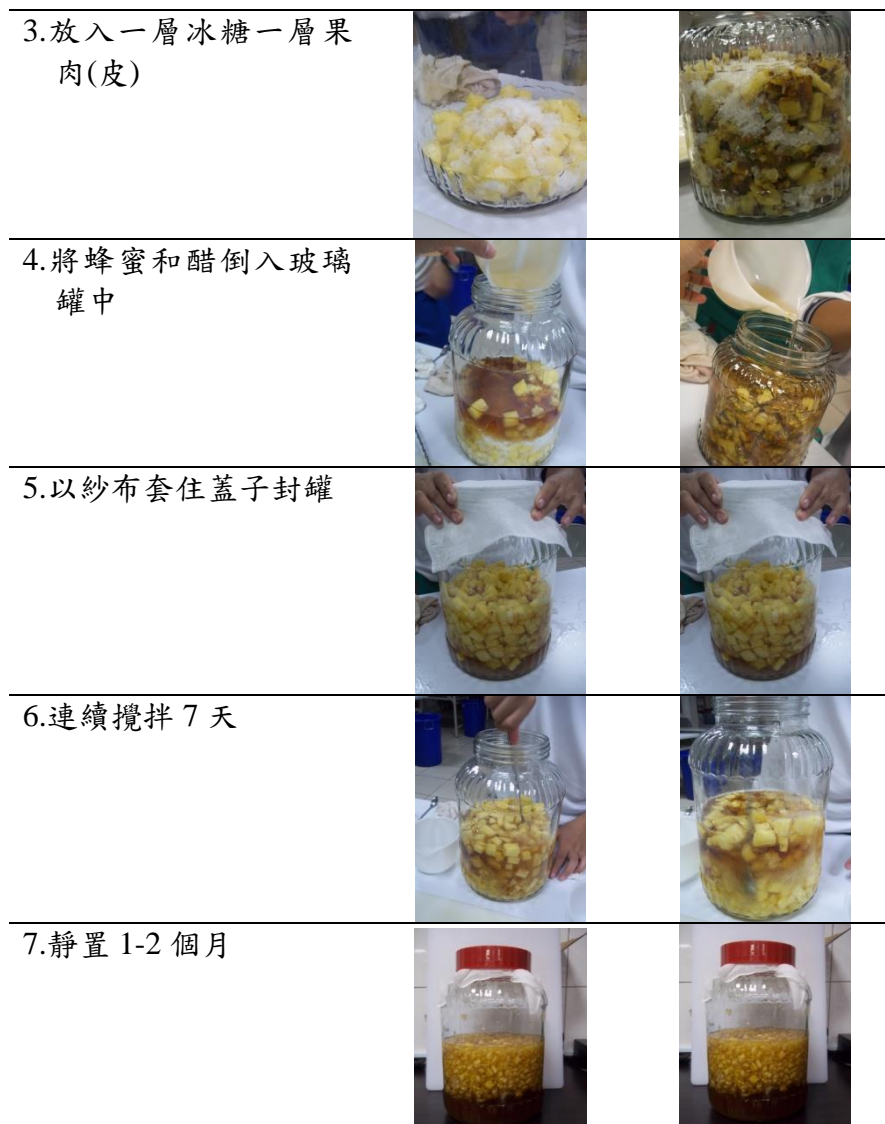 3.放入一層冰糖一層果
肉(皮)
4.將蜂蜜和醋倒入玻璃
罐中
5.以紗布套住蓋子封罐
6.連續攪拌 7 天
7.靜置 1-2 個月